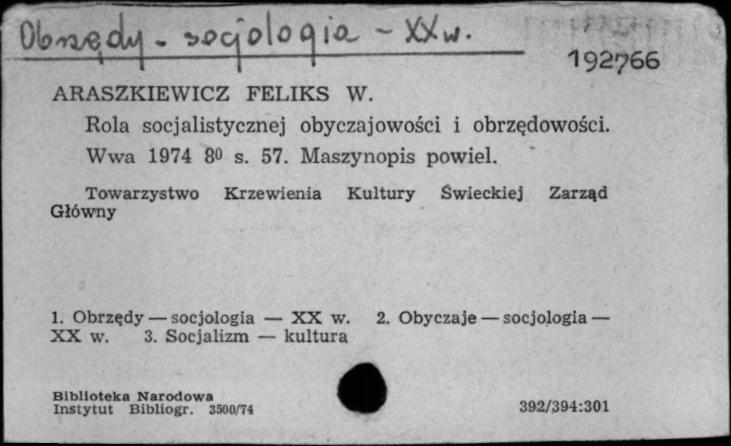 Obrzędy - socjologia - XX w.
192766
ARASZKIEWICZ FELIKS W.
Rola socjalistycznej obyczajowości i obrzędowości.
Wwa 1974 8⁰ s. 57. Maszynopis powiel.
Towarzystwo Krzewienia Kultury Świeckiej Zarząd
Główny
1. Obrzędy — socjologia — XX w. 2. Obyczaje — socjologia —
XX w. 3. Socjalizm — kultura
Biblioteka Narodowa
Instytut Bibliogr. 3500/74
392/394:301